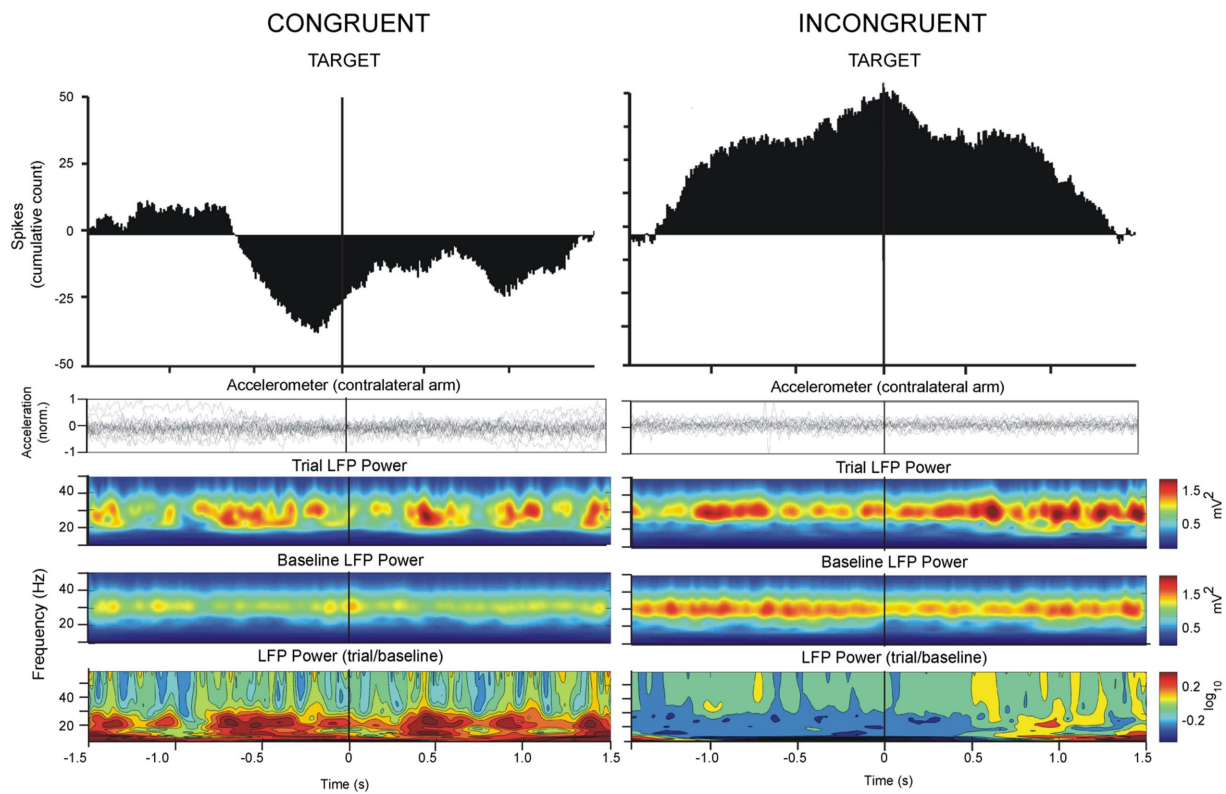 CONGRUENT
INCONGRUENT
TARGET
TARGET
50
25
0
-25
-50
Spikes
(cumulative count)
Accelerometer (contralateral arm)
Accelerometer (contralateral arm)
1
0
-1
Acceleration
(norm.)
Trial LFP Power
Trial LFP Power
40
20
1.5
0.5
mV2
Baseline LFP Power
Baseline LFP Power
40
20
1.5
0.5
mV2
Frequency (Hz)
LFP Power (trial/baseline)
LFP Power (trial/baseline)
40
20
0.2
-0.2
log10
-1.5 -1.0 -0.5 0 0.5 1.0 1.5
-1.0 -0.5 0 0.5 1.0 1.5
Time (s)
Time (s)